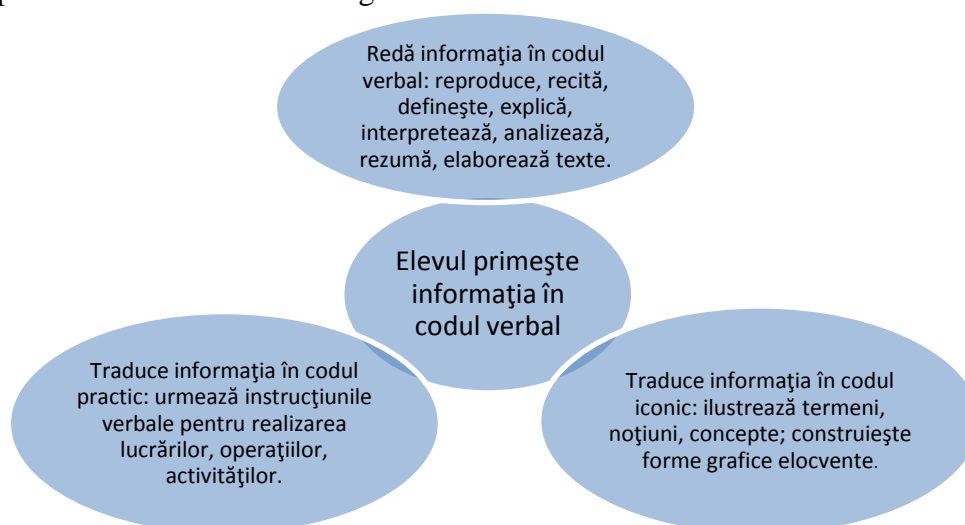 Redă informaţia în codul
verbal: reproduce, recită,
defineşte, explică,
interpretează, analizează,
rezumă, elaborează texte.
Elevul primeşte
informaţia în
codul verbal
Traduce informaţia în codul
practic: urmează instrucţiunile
verbale pentru realizarea
lucrărilor, operaţiilor,
activităţilor.
Traduce informaţia în codul
iconic: ilustrează termeni,
noţiuni, concepte; construieşte
forme grafice elocvente.